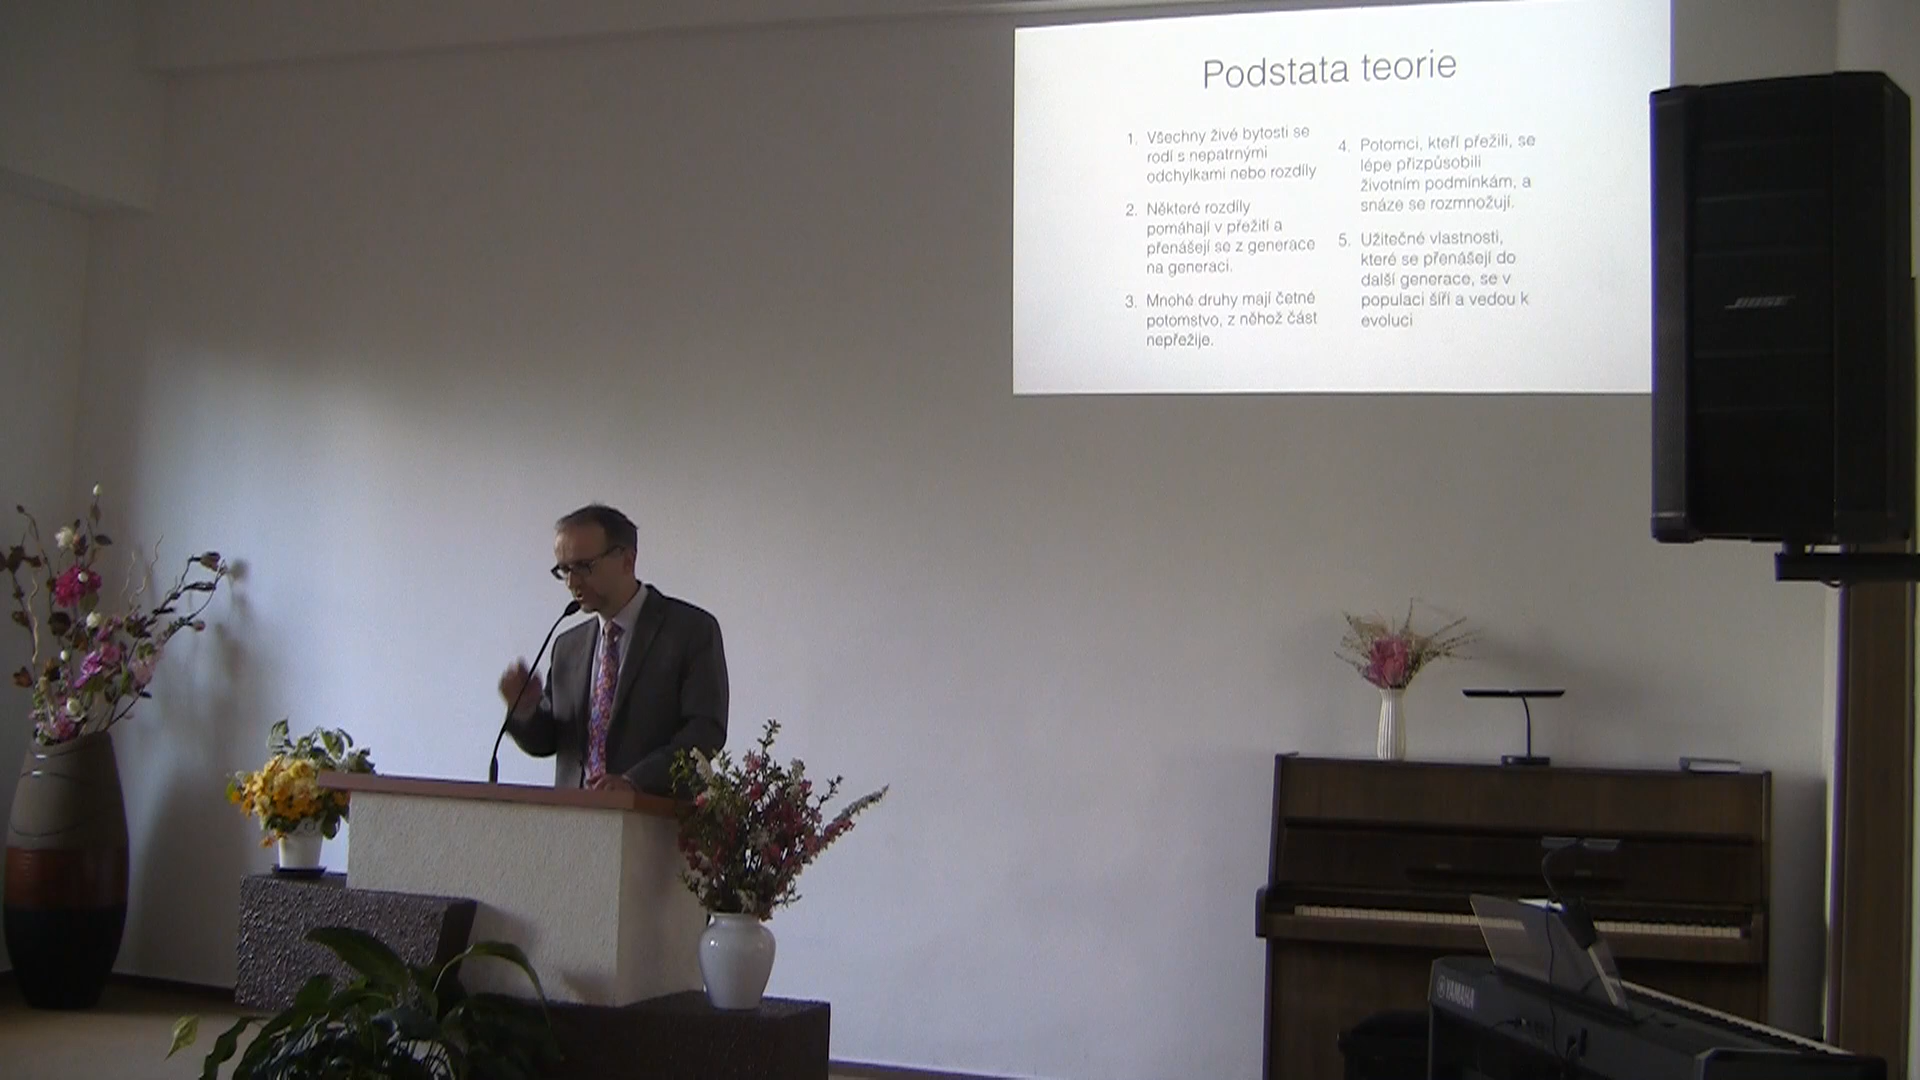 Podstata teorie
1. Všechny živé bytosti se
rodí s nepatrnými
odchylkami nebo rozdíly
2. Některé rozdíly
pomáhají v přežití a
přenášejí se z generace
na generaci.
3. Mnohé druhy mají četné
potomstvo, z něhož část
nepřežije.
4. Potomci, kteří přežili, se
lépe přizpůsobili
životním podmínkám, a
snáze se rozmnožují.
5. Užitečné vlastnosti,
které se přenášejí do
další generace, se v
populaci šíří a vedou k
evoluci
BOSE
YAMAHA